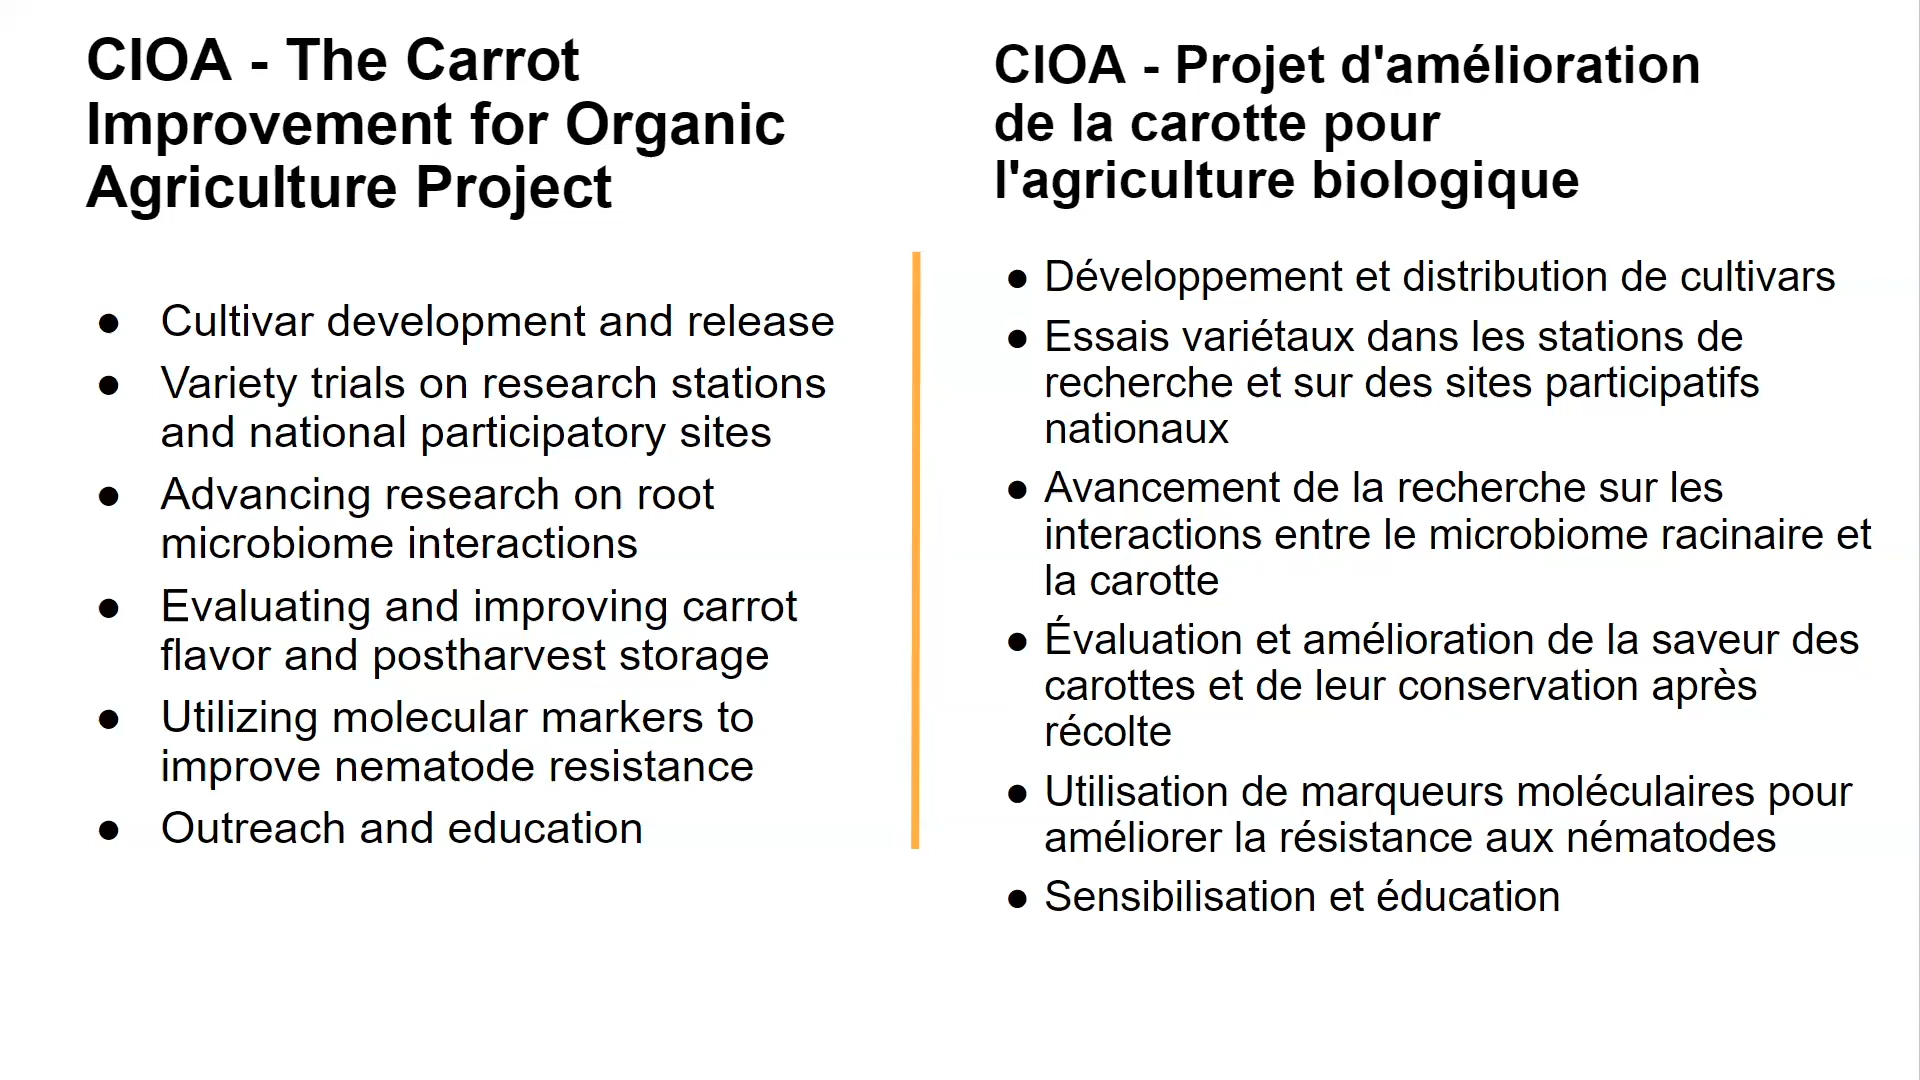 CIOA - The Carrot
Improvement for Organic
Agriculture Project
● Cultivar development and release
● Variety trials on research stations
and national participatory sites
● Advancing research on root
microbiome interactions
● Evaluating and improving carrot
flavor and postharvest storage
● Utilizing molecular markers to
improve nematode resistance
● Outreach and education
CIOA - Projet d'amélioration
de la carotte pour
l'agriculture biologique
● Développement et distribution de cultivars
● Essais variétaux dans les stations de
recherche et sur des sites participatifs
nationaux
● Avancement de la recherche sur les
interactions entre le microbiome racinaire et
la carotte
● Évaluation et amélioration de la saveur des
carottes et de leur conservation après
récolte
● Utilisation de marqueurs moléculaires pour
améliorer la résistance aux nématodes
● Sensibilisation et éducation